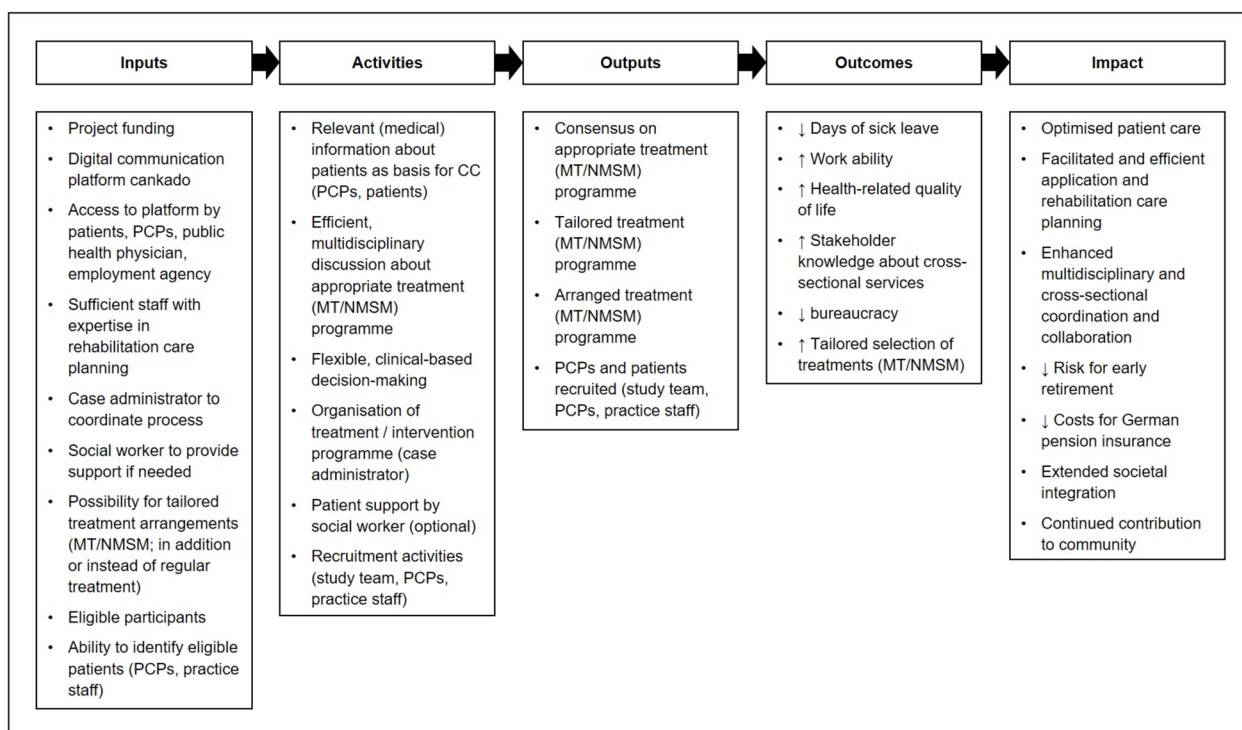 Inputs
Activities
Outputs
Outcomes
Impact
• Project funding
• Digital communication
platform cankado
• Access to platform by
patients, PCPs, public
health physician,
employment agency
• Sufficient staff with
expertise in
rehabilitation care
planning
• Case administrator to
coordinate process
• Social worker to provide
support if needed
• Possibility for tailored
treatment arrangements
(MT/NMSM; in addition
or instead of regular
treatment)
• Eligible participants
• Ability to identify eligible
patients (PCPs, practice
staff)
• Relevant (medical)
information about
patients as basis for CC
(PCPs, patients)
• Efficient,
multidisciplinary
discussion about
appropriate treatment
(MT/NMSM)
programme
• Flexible, clinical-based
decision-making
• Organisation of
treatment / intervention
programme (case
administrator)
• Patient support by
social worker (optional)
• Recruitment activities
(study team, PCPs,
practice staff)
• Consensus on
appropriate treatment
(MT/NMSM)
programme
• Tailored treatment
(MT/NMSM)
programme
• Arranged treatment
(MT/NMSM)
programme
• PCPs and patients
recruited (study team,
PCPs, practice staff)
• ↓ Days of sick leave
• ↑ Work ability
• ↑ Health-related quality
of life
• ↑ Stakeholder
knowledge about cross-
sectional services
• ↓ bureaucracy
• ↑ Tailored selection of
treatments (MT/NMSM)
• Optimised patient care
• Facilitated and efficient
application and
rehabilitation care
planning
• Enhanced
multidisciplinary and
cross-sectional
coordination and
collaboration
• ↓ Risk for early
retirement
• ↓ Costs for German
pension insurance
• Extended societal
integration
• Continued contribution
to community